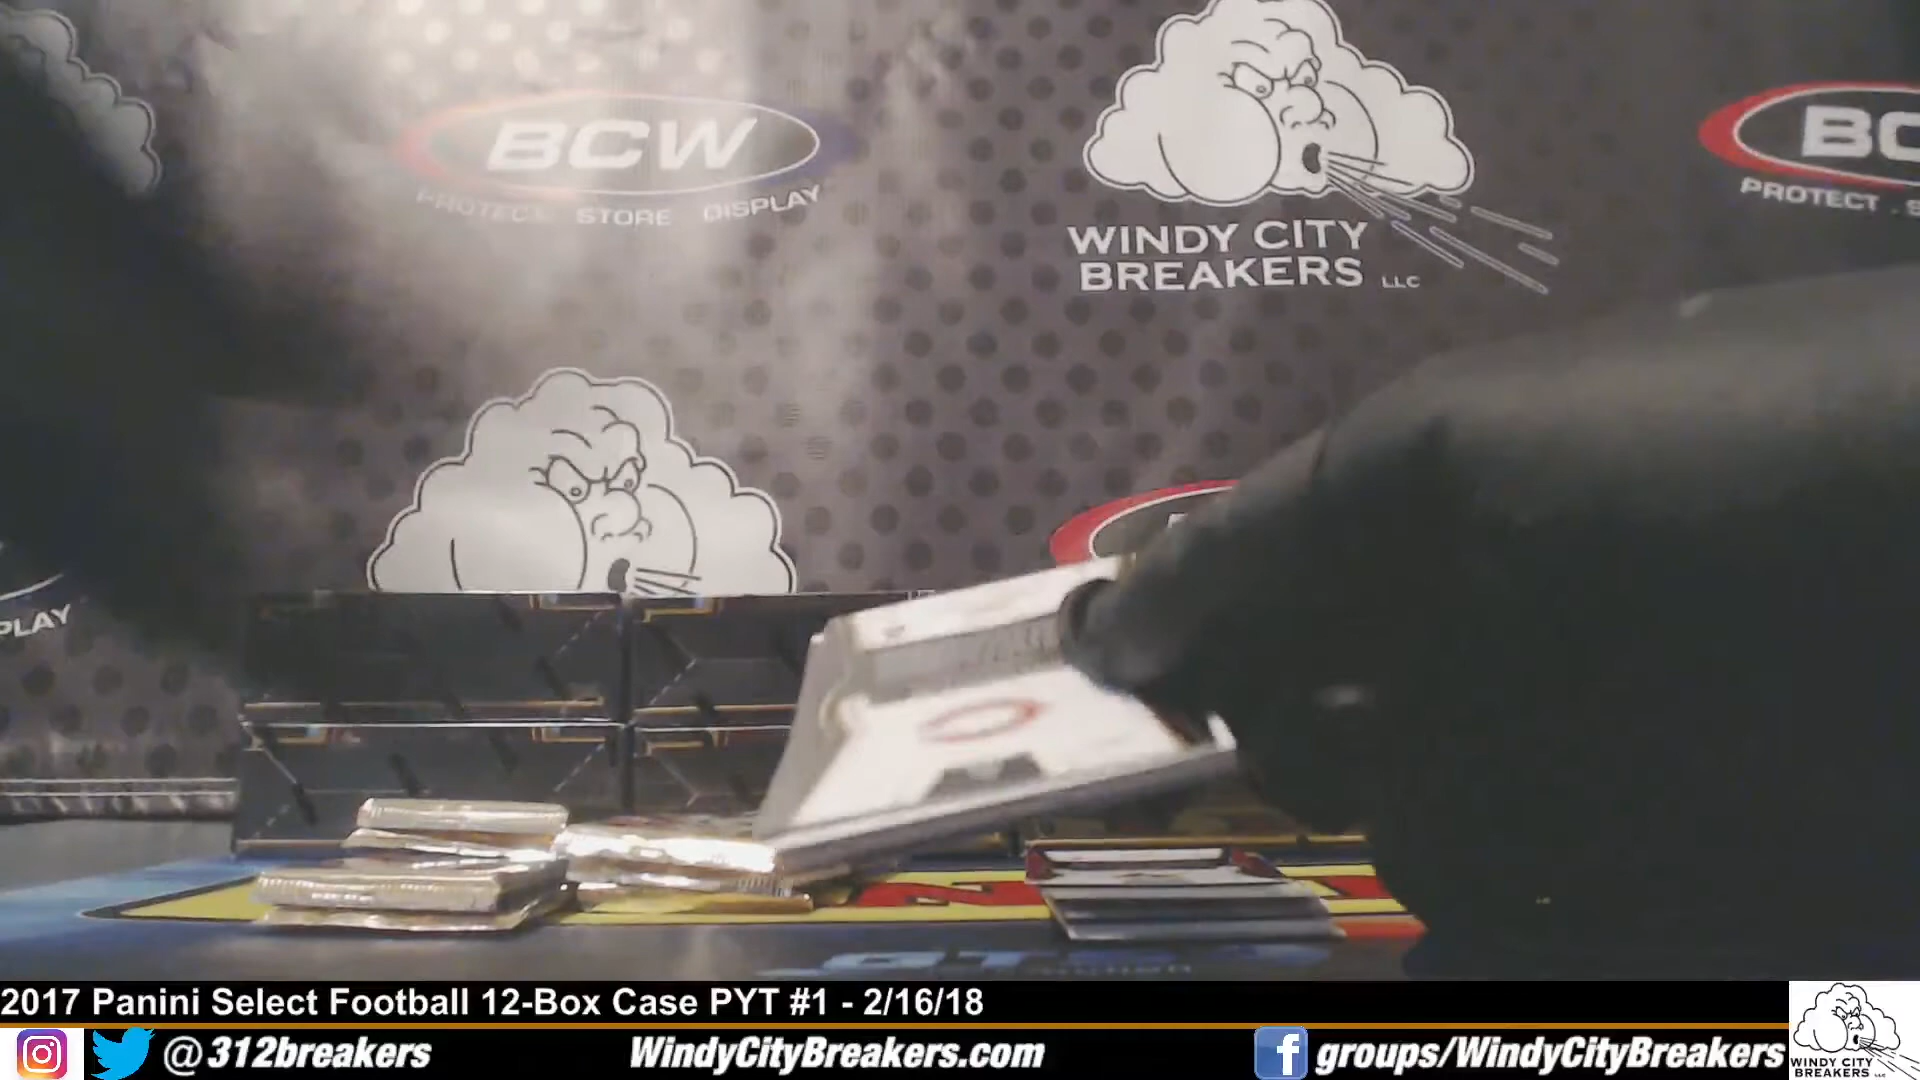 BCW
PROTECT STORE DISPLAY
WINDY CITY
BREAKERS LLC
BC
PROTECT . S
PLAY
2017 Panini Select Football 12-Box Case PYT #1 - 2/16/18
@312breakers
WindyCityBreakers.com
f groups/WindyCityBreakers
WINDY CITY
BREAKERS LLC